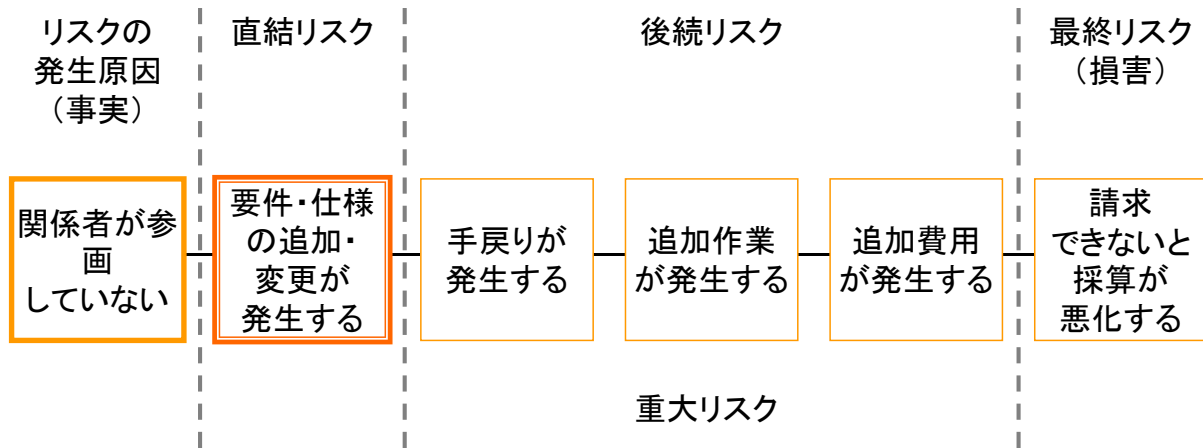 リスクの
発生原因
（事実）
直結リスク
後続リスク
最終リスク
（損害）
関係者が参
画
していない
要件・仕様
の追加・
変更が
発生する
手戻りが
発生する
追加作業
が発生する
追加費用
が発生する
請求
できないと
採算が
悪化する
重大リスク